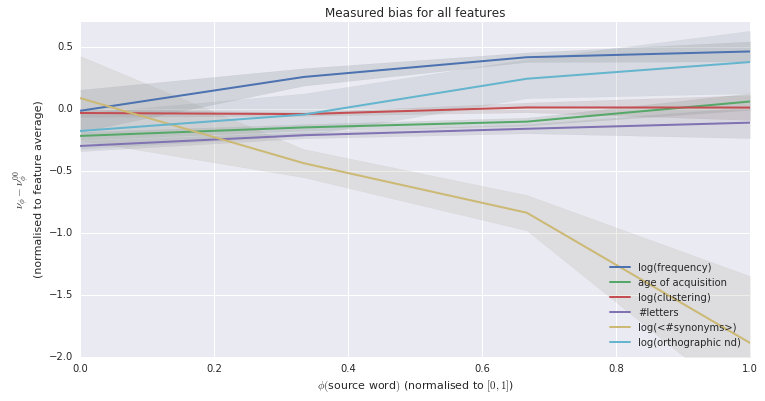 Measured bias for all features
0.5
0.0
−0.5
−1.0
−1.5
−2.0
νϕ − νϕ00
(normalised to feature average)
log(frequency)
age of acquisition
log(clustering)
#letters
log(<#synonyms>)
log(orthographic nd)
0.0 0.2 0.4 0.6 0.8 1.0
ϕ(source word) (normalised to [0, 1])